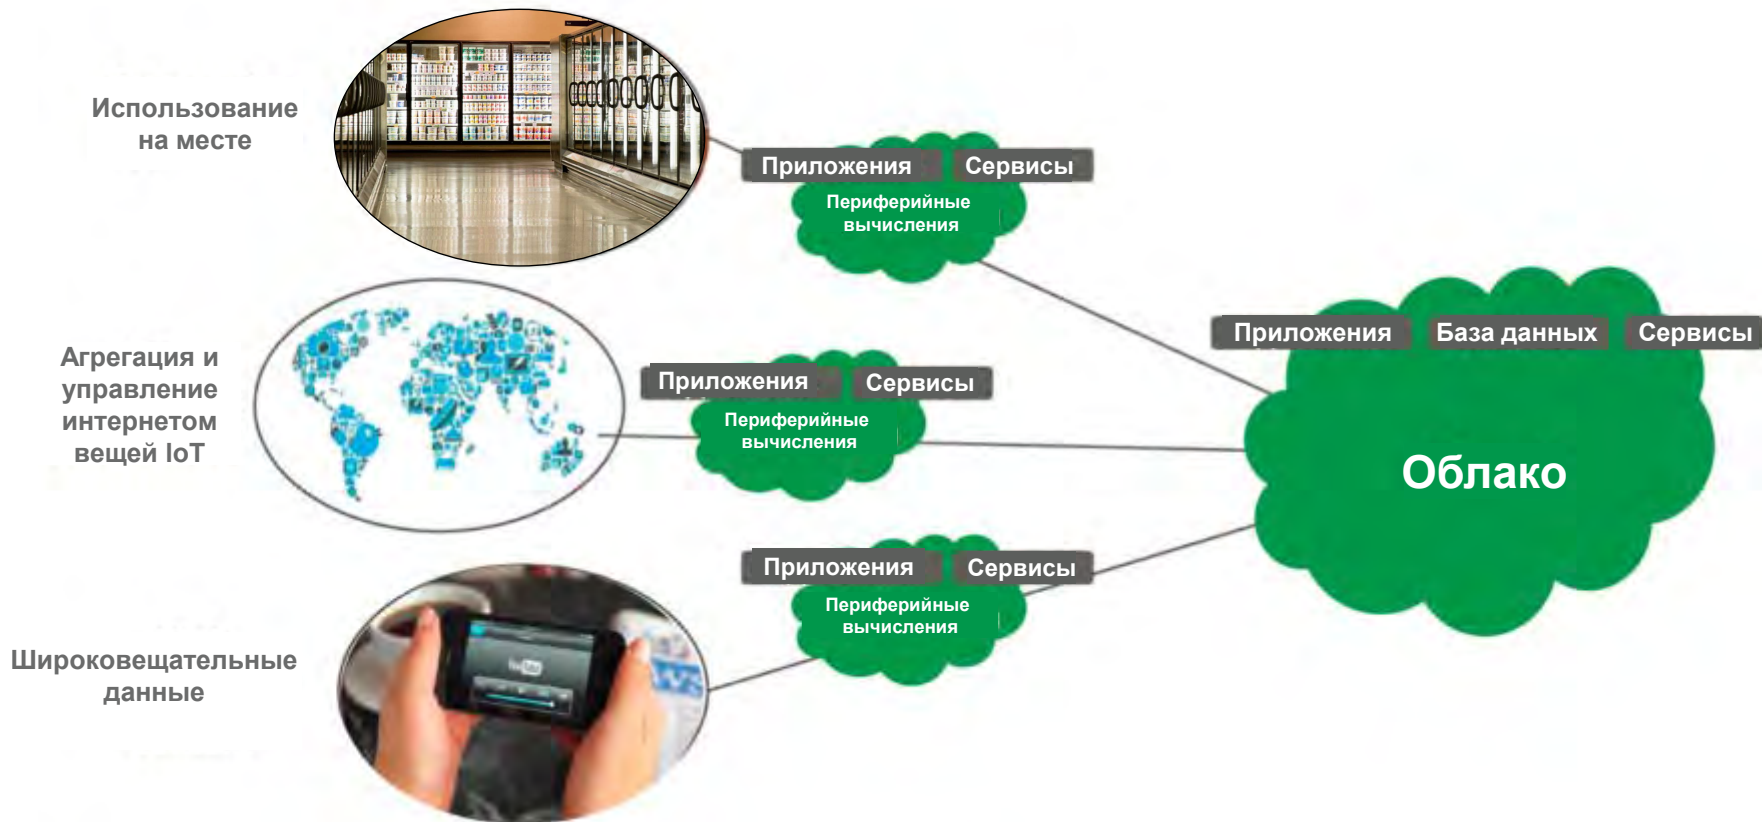 Использование
на месте
Приложения
Сервисы
Периферийные
вычисления
Агрегация и
управление
интернетом
вещей IoT
Приложения
Сервисы
Периферийные
вычисления
Широковещательные
данные
Приложения
Сервисы
Периферийные
вычисления
Приложения
База данных
Сервисы
Облако